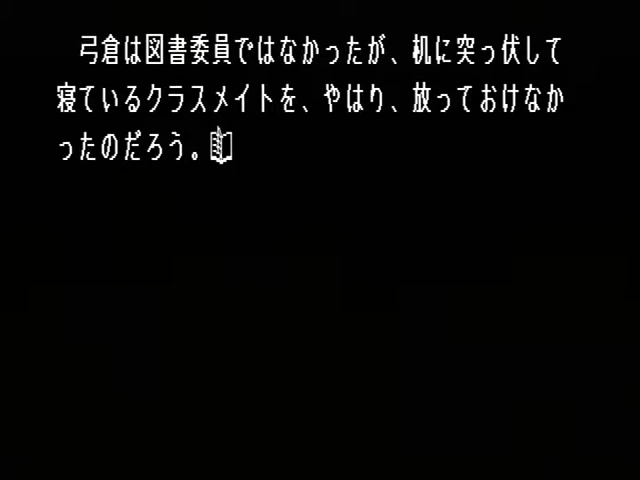 弓倉は図書委員ではなかったが、机に突っ伏して
寝ているクラスメイトを、やはり、放っておけなか
ったのだろう。